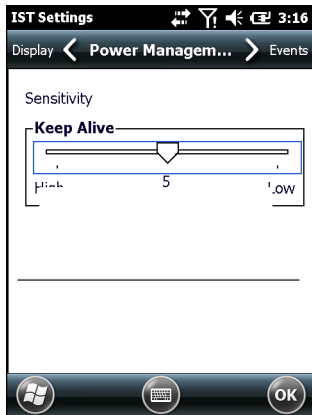 IST Settings 3:16
Display Power Managem... Events
Sensitivity
Keep Alive
5
OK